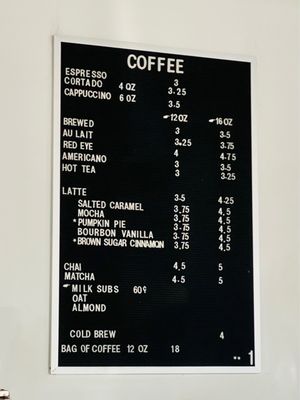 COFFEE
ESPRESSO 3
CORTADO 4 OZ 3.25
CAPPUCCINO 6 OZ 3.5
12OZ 16OZ
BREWED 3 3.5
AU LAIT 3.25 3.75
RED EYE 4 4.75
AMERICANO 3 3.5
HOT TEA 3 3.25
LATTE 3.5 4.25
SALTED CARAMEL 3.75 4.5
MOCHA 3.75 4.5
*PUMPKIN PIE 3.75 4.5
BOURBON VANILLA 3.75 4.5
*BROWN SUGAR CINNAMON 3.75 4.5
CHAI 4.5 5
MATCHA 4.5 5
MILK SUBS 60¢
OAT
ALMOND
COLD BREW 4
BAG OF COFFEE 12 OZ 18
1